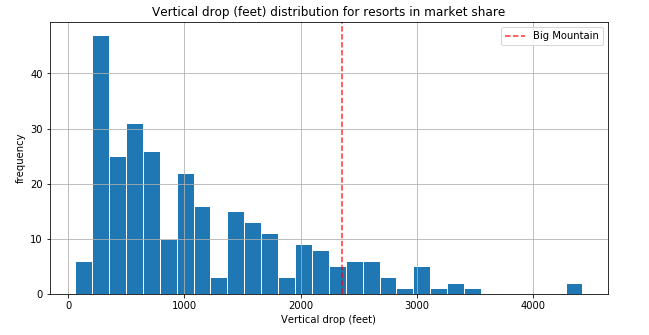 Vertical drop (feet) distribution for resorts in market share
Big Mountain
frequency
40
30
20
10
0
0 1000 2000 3000 4000
Vertical drop (feet)